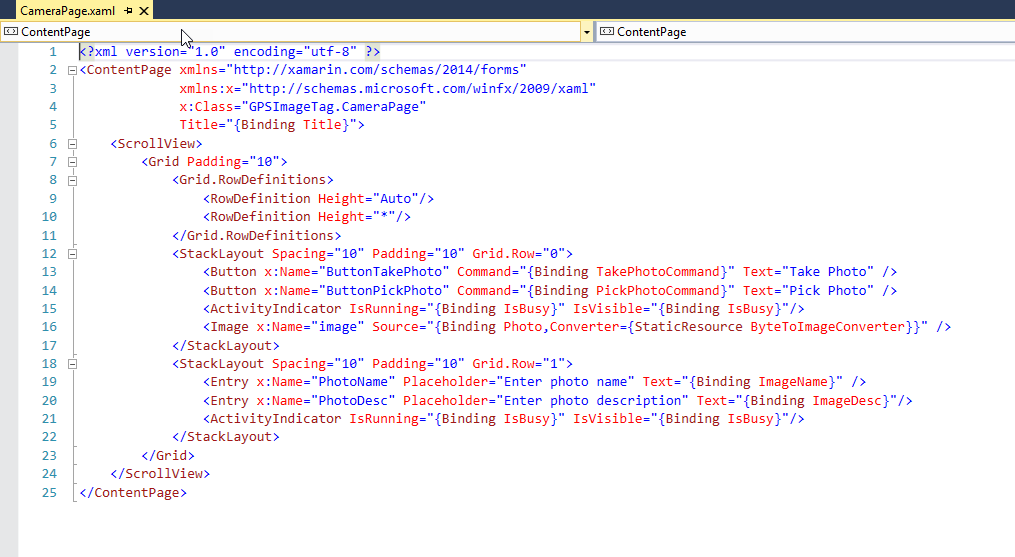 CameraPage.xaml
ContentPage ContentPage
1 <?xml version="1.0" encoding="utf-8" ?>
2 <ContentPage xmlns="http://xamarin.com/schemas/2014/forms"
3 xmlns:x="http://schemas.microsoft.com/winfx/2009/xaml"
4 x:Class="GPSImageTag.CameraPage"
5 Title="{Binding Title}">
6 <ScrollView>
7 <Grid Padding="10">
8 <Grid.RowDefinitions>
9 <RowDefinition Height="Auto"/>
10 <RowDefinition Height="*"/>
11 </Grid.RowDefinitions>
12 <StackLayout Spacing="10" Padding="10" Grid.Row="0">
13 <Button x:Name="ButtonTakePhoto" Command="{Binding TakePhotoCommand}" Text="Take Photo" />
14 <Button x:Name="ButtonPickPhoto" Command="{Binding PickPhotoCommand}" Text="Pick Photo" />
15 <ActivityIndicator IsRunning="{Binding IsBusy}" IsVisible="{Binding IsBusy}"/>
16 <Image x:Name="image" Source="{Binding Photo,Converter={StaticResource ByteToImageConverter}}" />
17 </StackLayout>
18 <StackLayout Spacing="10" Padding="10" Grid.Row="1">
19 <Entry x:Name="PhotoName" Placeholder="Enter photo name" Text="{Binding ImageName}" />
20 <Entry x:Name="PhotoDesc" Placeholder="Enter photo description" Text="{Binding ImageDesc}"/>
21 <ActivityIndicator IsRunning="{Binding IsBusy}" IsVisible="{Binding IsBusy}"/>
22 </StackLayout>
23 </Grid>
24 </ScrollView>
25 </ContentPage>